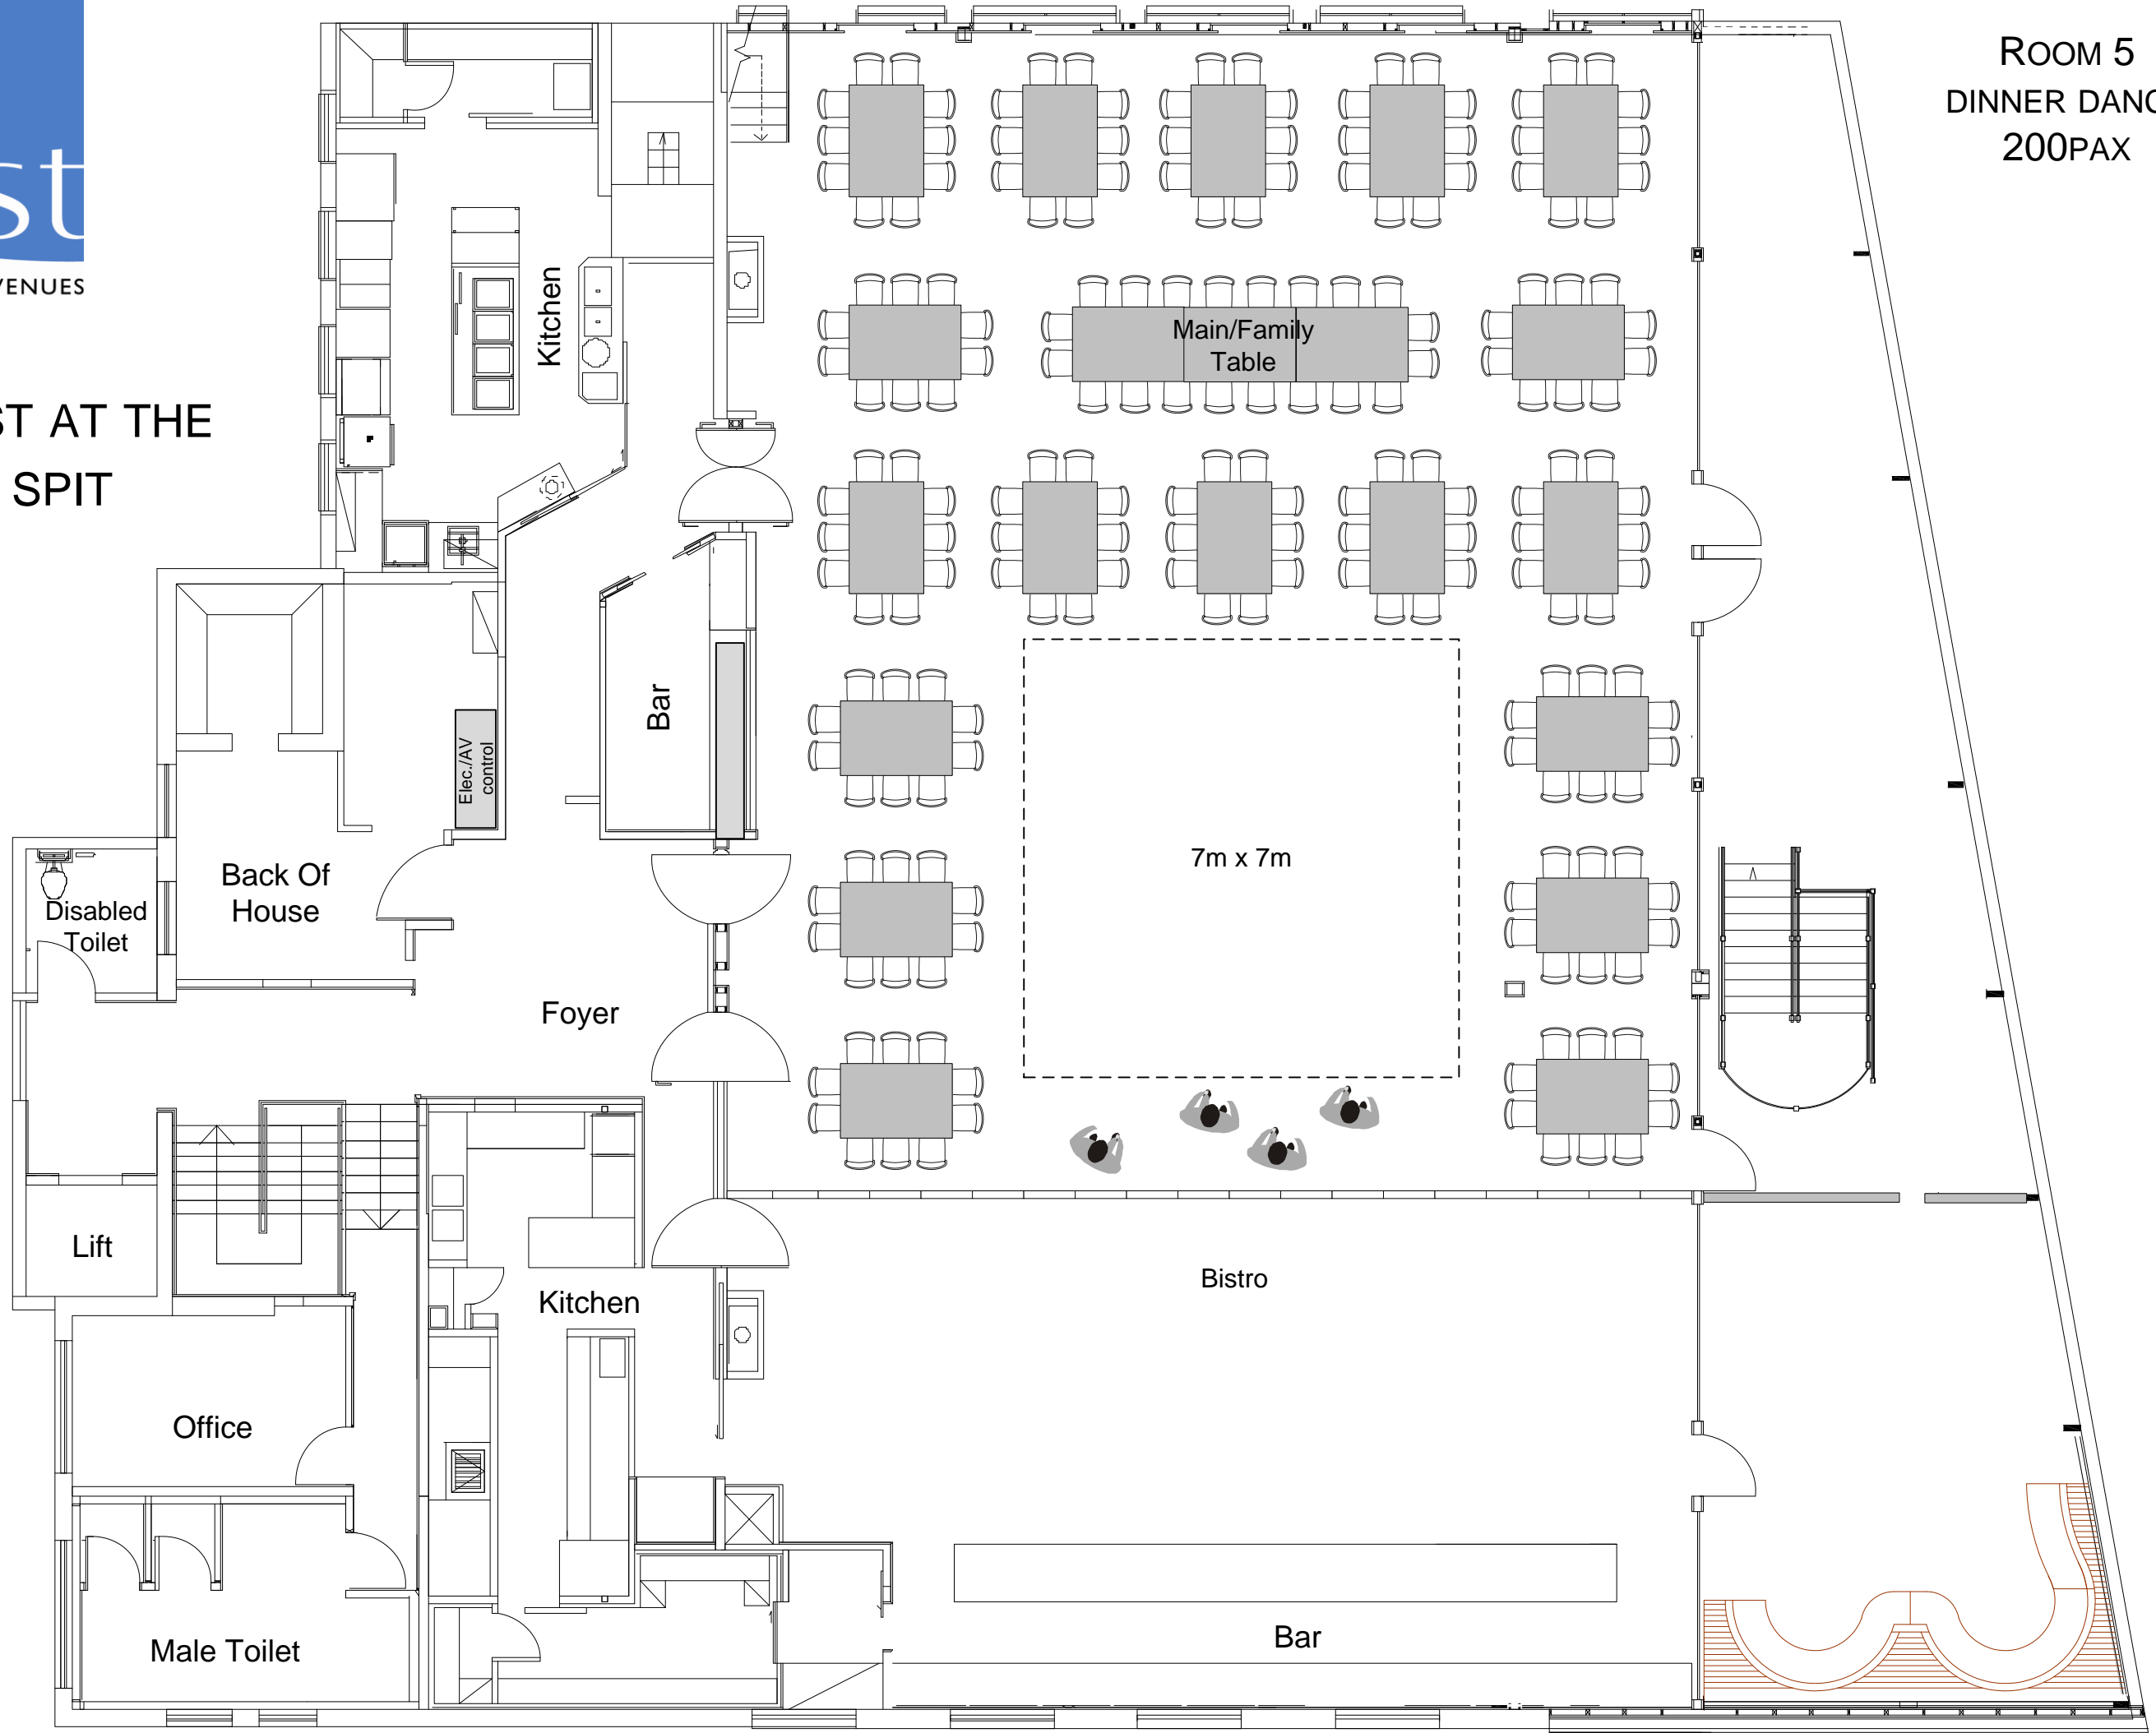 st
VENUES
ST AT THE
SPIT
ROOM 5
DINNER DANC
200PAX
Kitchen
Main/Family
Table
Bar
Elec./AV
control
7m x 7m
Back Of
House
Disabled
Toilet
Foyer
Lift
Kitchen
Bistro
Office
Male Toilet
Bar